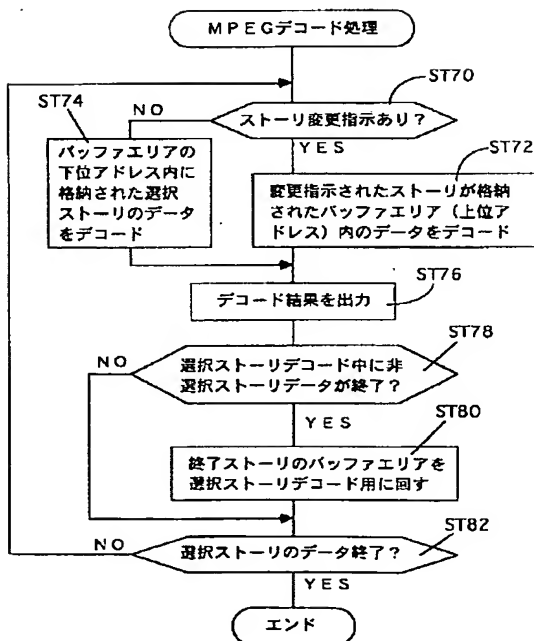 MPEGデコード処理
ST70
ST74
NO
ストーリ変更指示あり？
YES
ST72
バッファエリアの
下位アドレス内に
格納された選択
ストーリのデータ
をデコード
変更指示されたストーリが格納
されたバッファエリア（上位ア
ドレス）内のデータをデコード
ST76
デコード結果を出力
ST78
NO
選択ストーリデコード中に非
選択ストーリデータが終了？
YES
ST80
終了ストーリのバッファエリアを
選択ストーリデコード用に回す
ST82
NO
選択ストーリのデータ終了？
YES
エンド